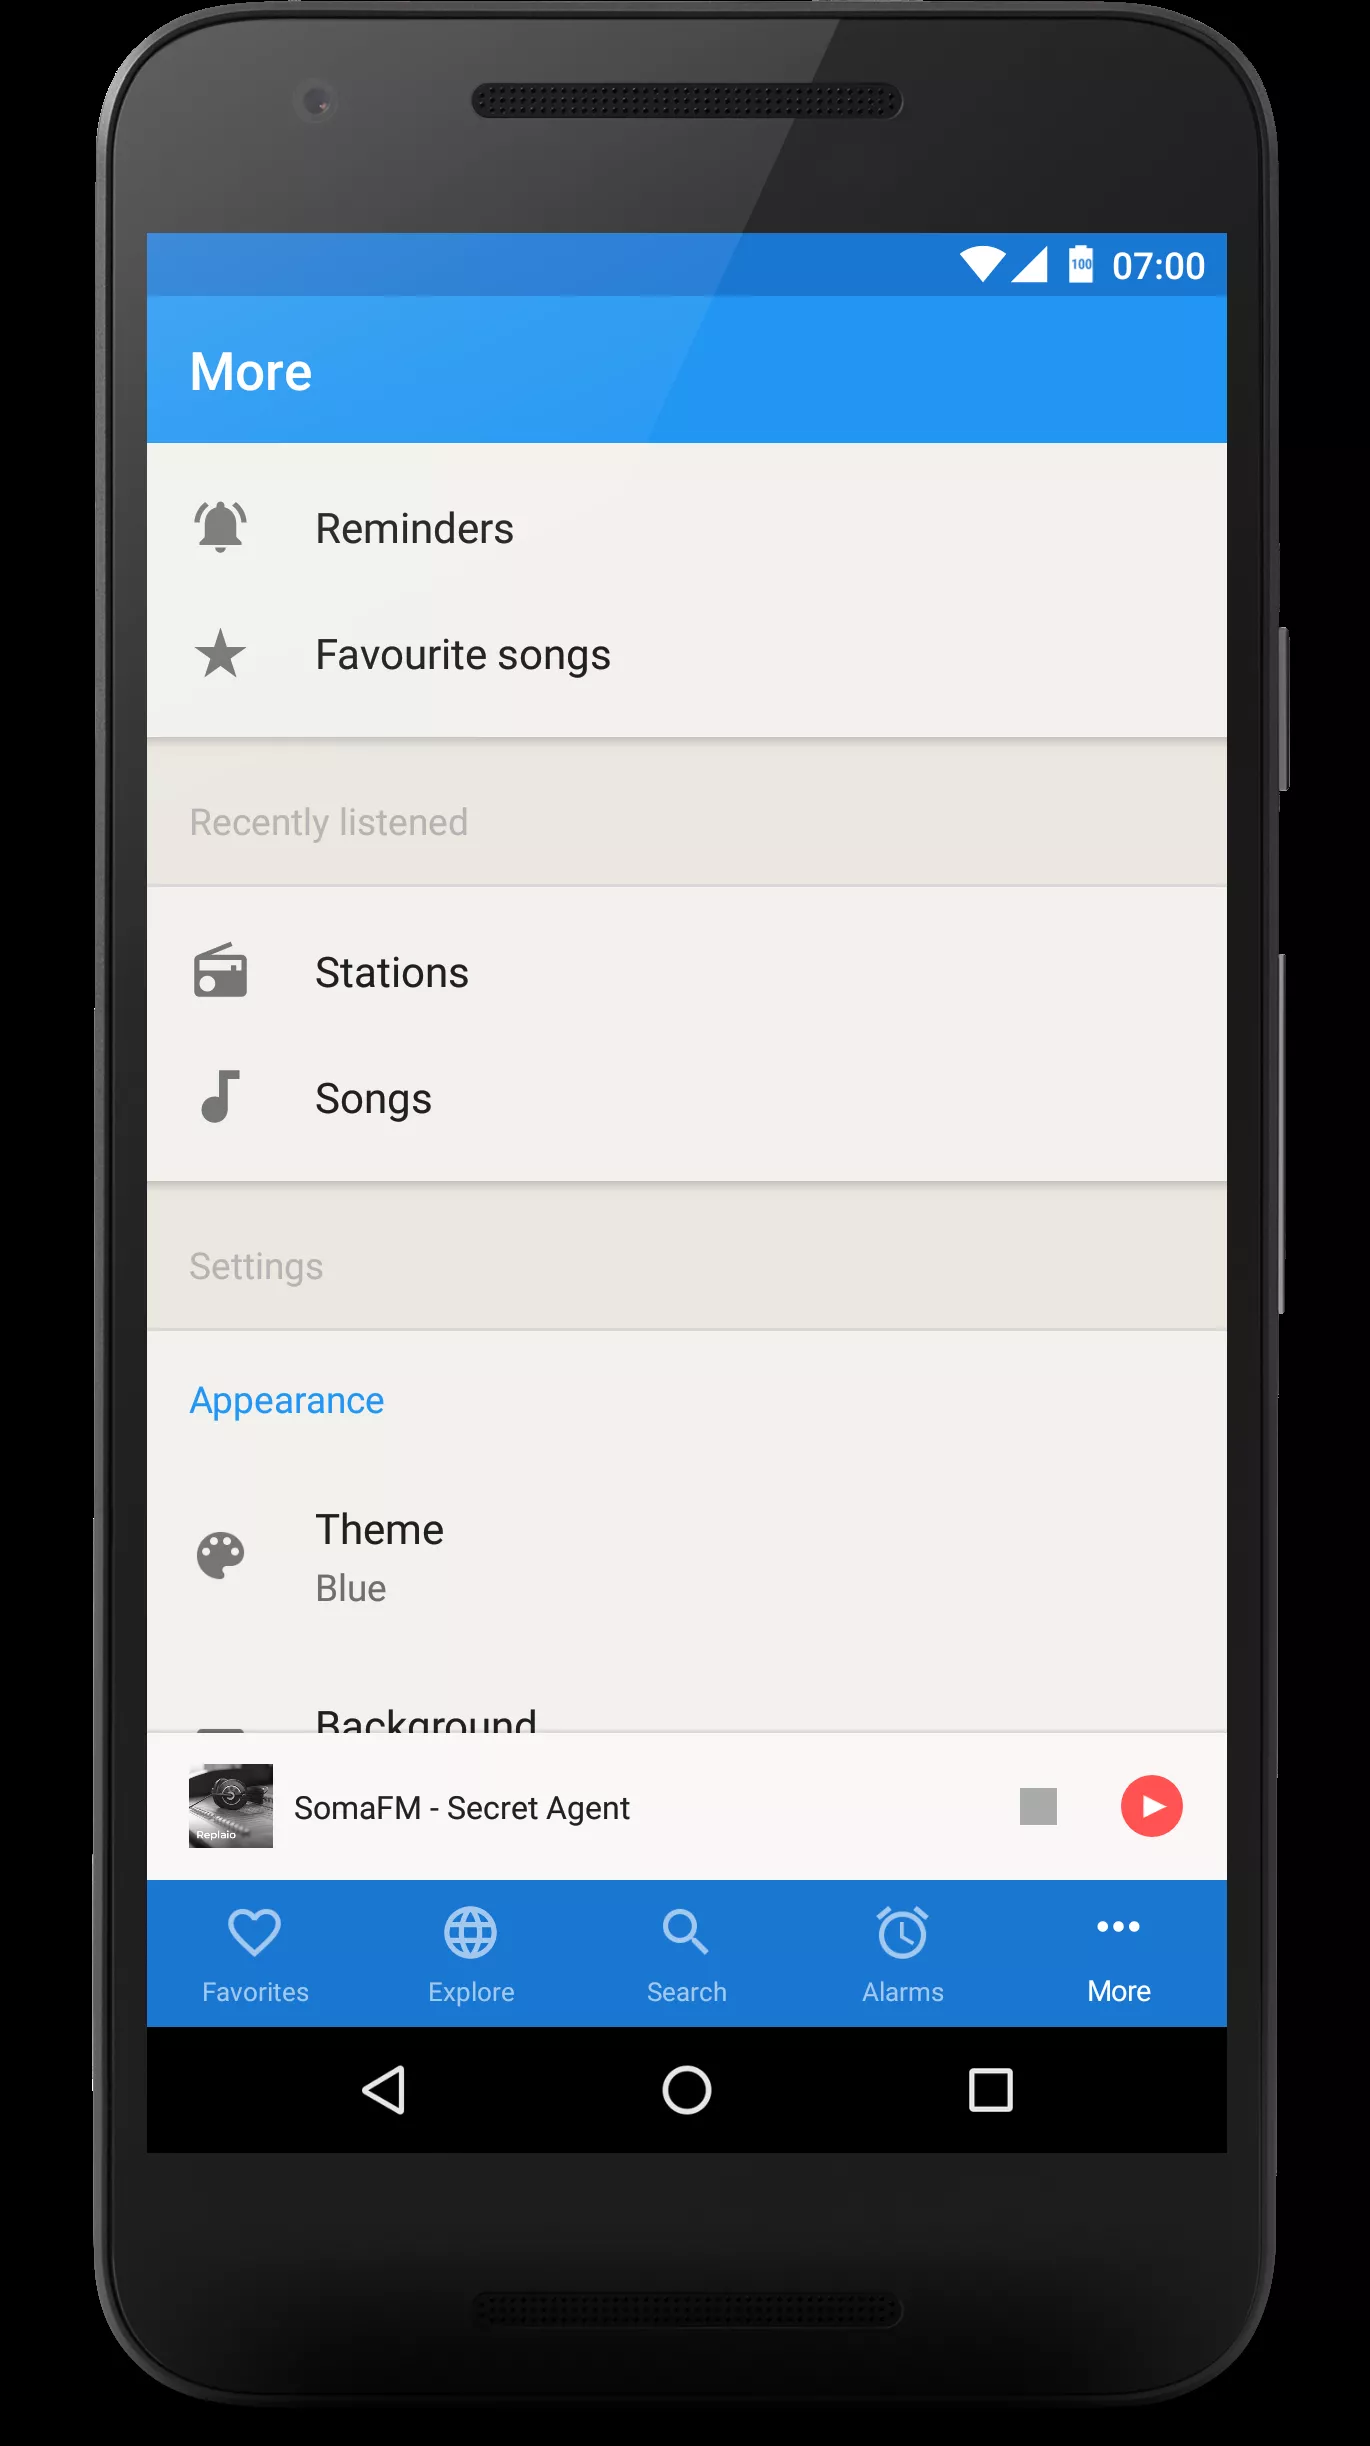 100 07:00
More
Reminders
Favourite songs
Recently listened
Stations
Songs
Settings
Appearance
Theme
Blue
Background
Replaio
SomaFM - Secret Agent
Favorites
Explore
Search
Alarms
More